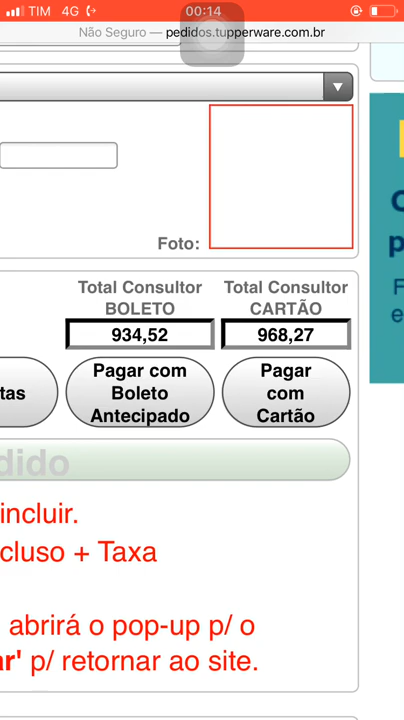 TIM 4G 00:14
Não Seguro — pedidos.tupperware.com.br
Foto:
Total Consultor BOLETO
Total Consultor CARTÃO
934,52
968,27
tas
Pagar com Boleto Antecipado
Pagar com Cartão
dido
incluir.
cluso + Taxa
abrirá o pop-up p/ o
ar' p/ retornar ao site.